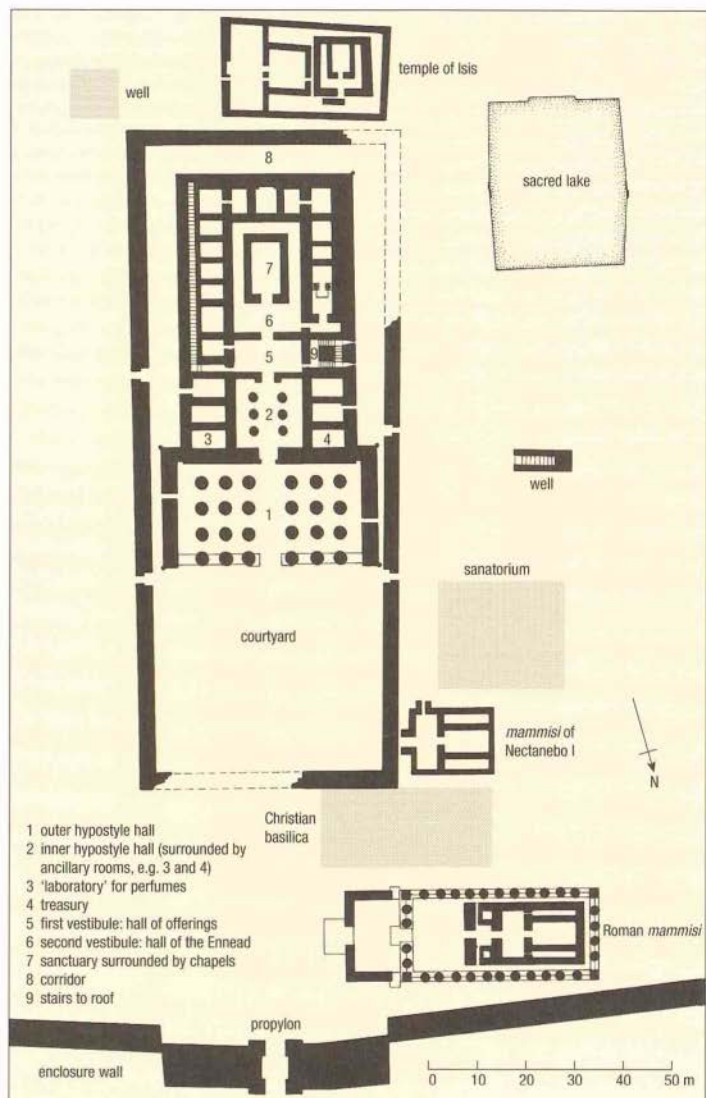 temple of Isis
well
8
sacred lake
7
6
5
9
2
3
4
1
well
sanatorium
courtyard
mammisi of
Nectanebo I
N
Christian
basilica
1 outer hypostyle hall
2 inner hypostyle hall (surrounded by
ancillary rooms, e.g. 3 and 4)
3 'laboratory' for perfumes
4 treasury
5 first vestibule: hall of offerings
6 second vestibule: hall of the Ennead
7 sanctuary surrounded by chapels
8 corridor
9 stairs to roof
Roman mammisi
propylon
enclosure wall
0 10 20 30 40 50 m